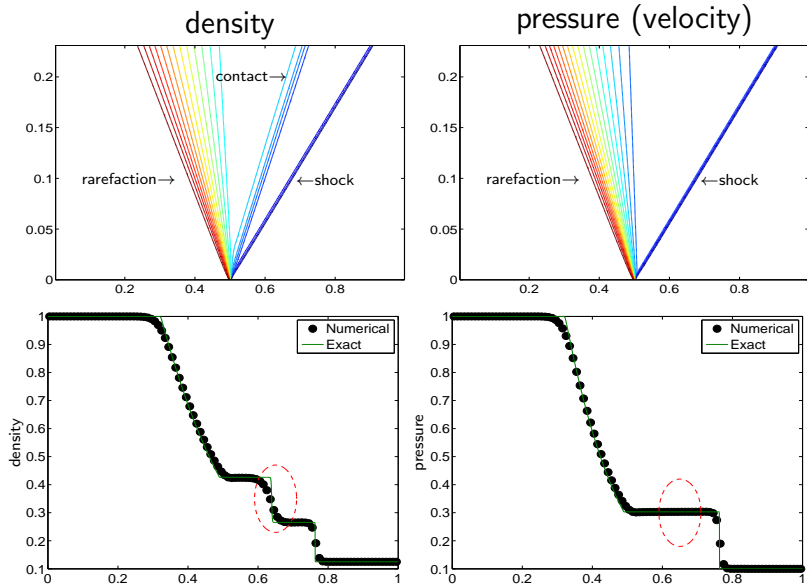 density
pressure (velocity)
0.2
0.15
0.1
0.05
0
0.2 0.4 0.6 0.8
contact→
rarefaction→
←shock
0.2
0.15
0.1
0.05
0
0.2 0.4 0.6 0.8
rarefaction→
←shock
1
0.9
0.8
0.7
0.6
0.5
0.4
0.3
0.2
0.1
0 0.2 0.4 0.6 0.8 1
density
Numerical
Exact
1
0.9
0.8
0.7
0.6
0.5
0.4
0.3
0.2
0.1
0 0.2 0.4 0.6 0.8
pressure
Numerical
Exact